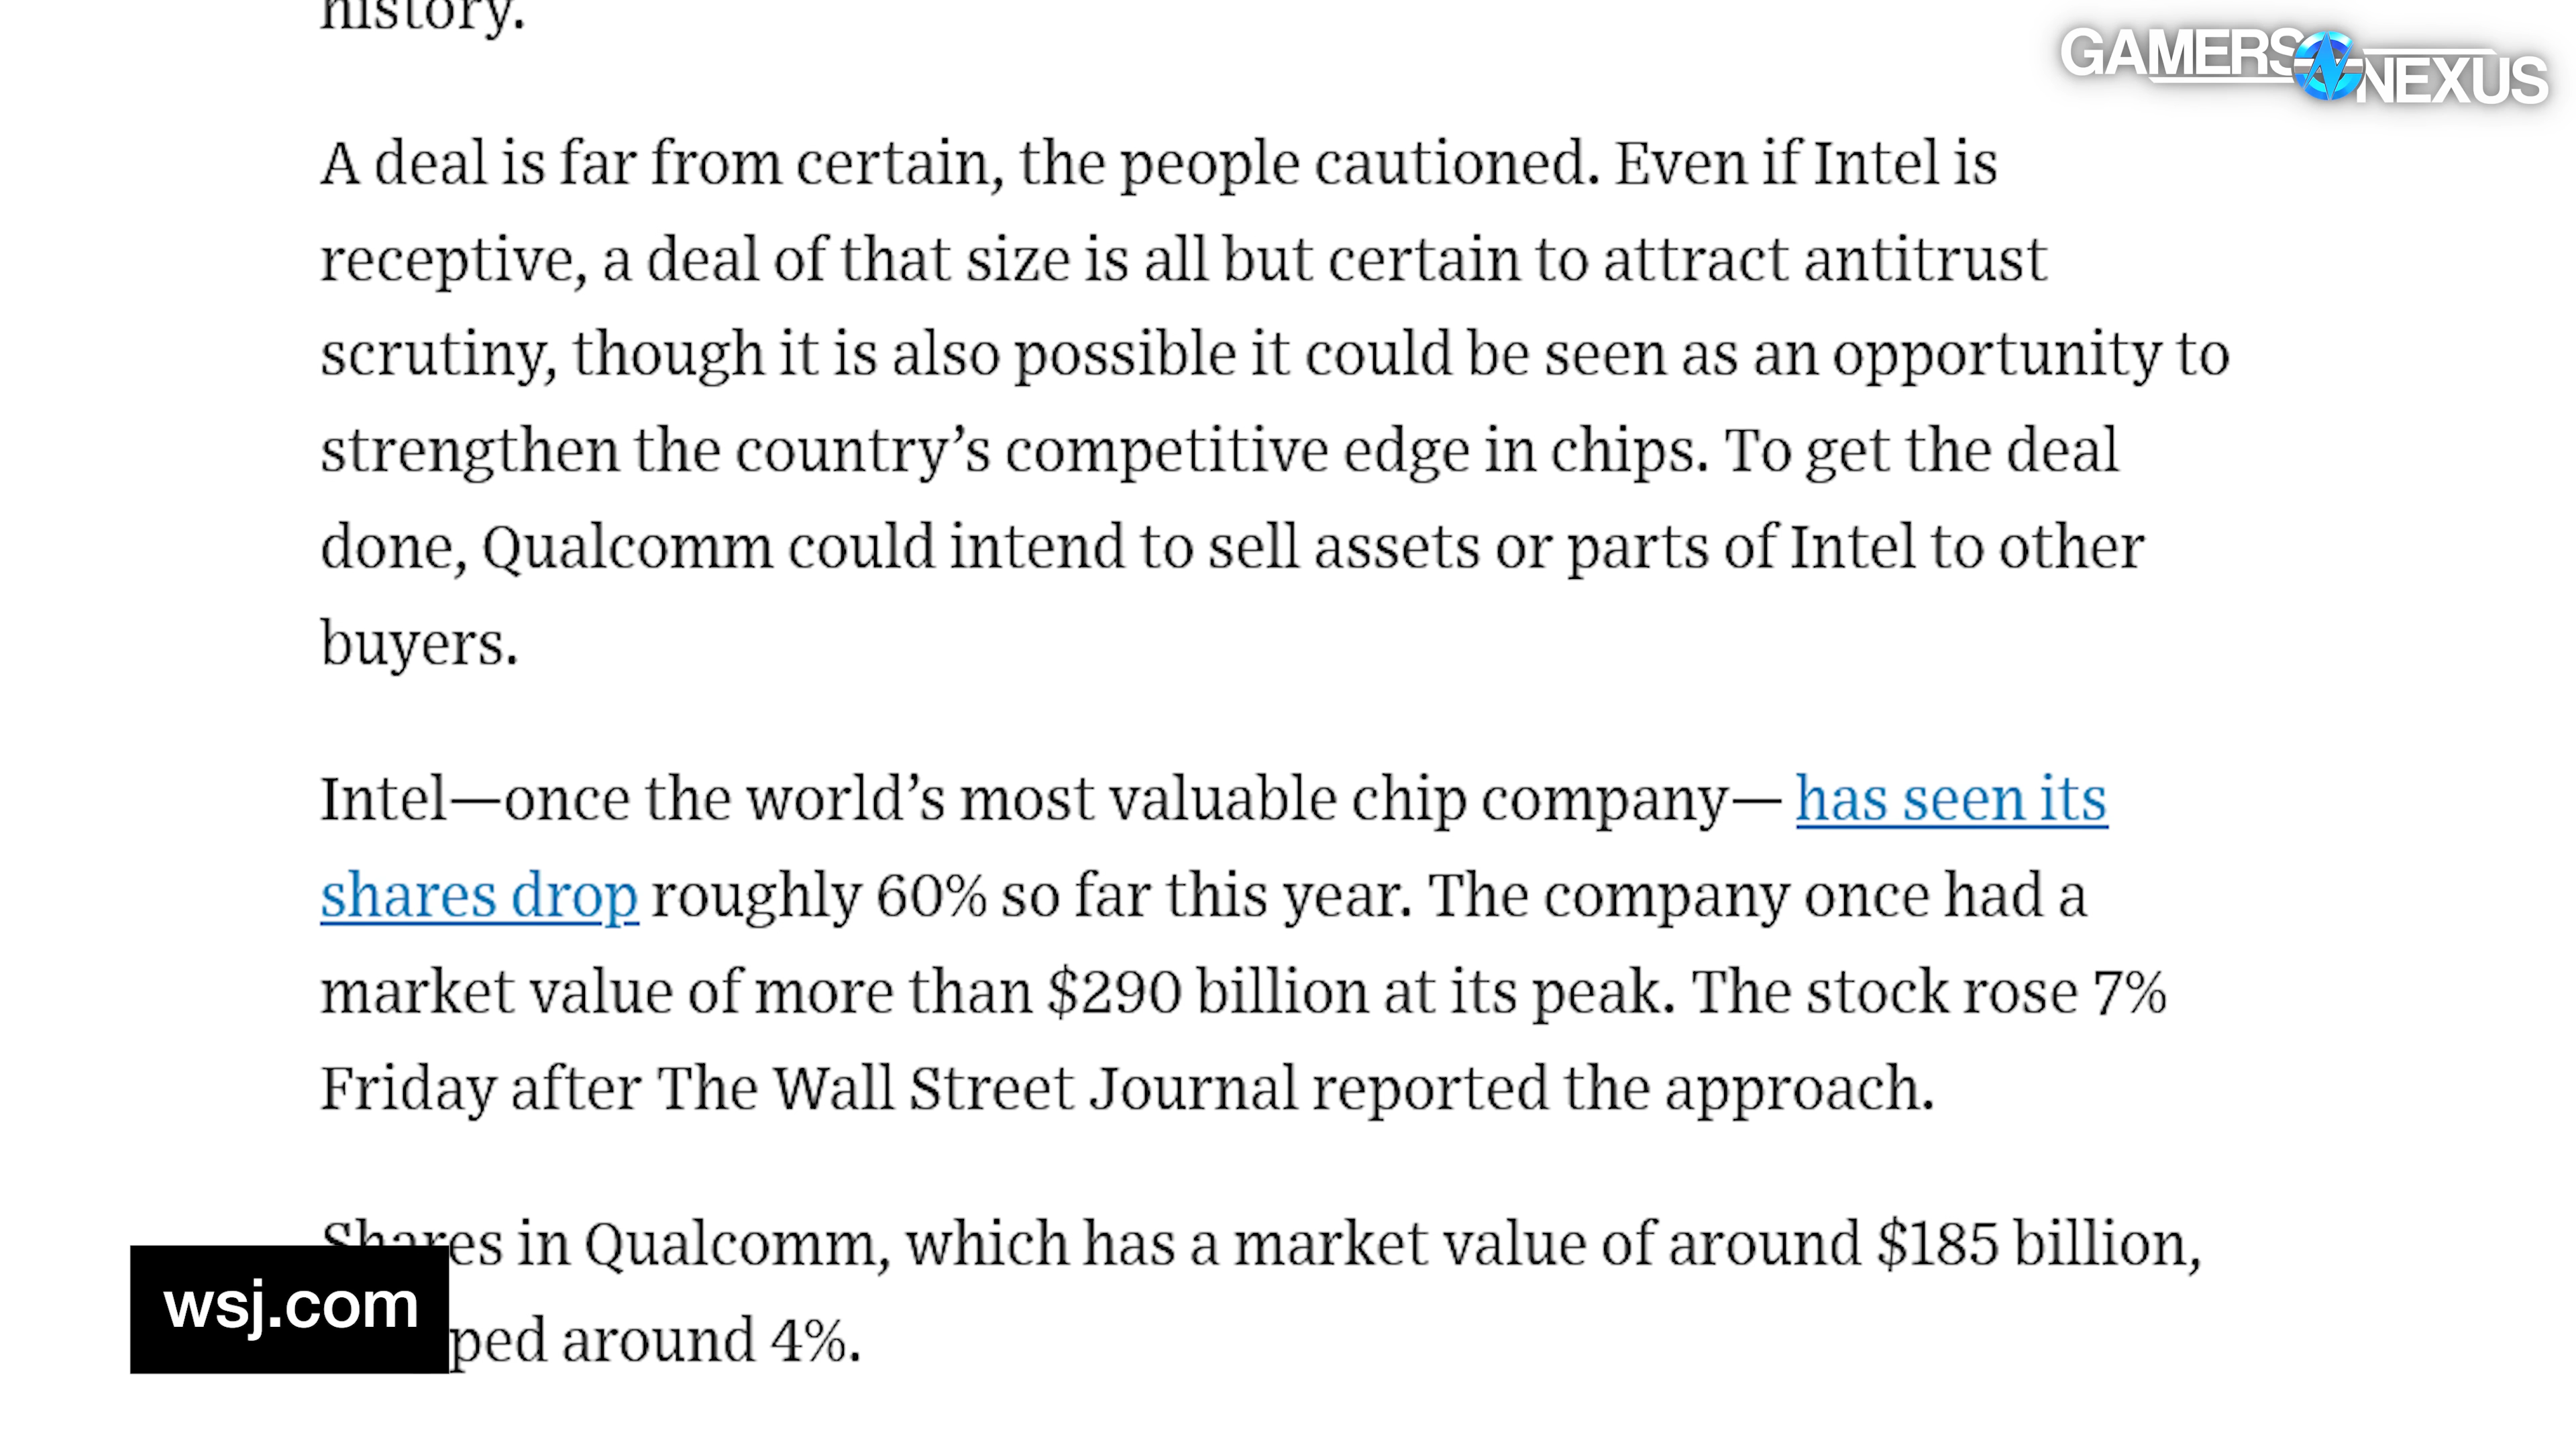 history.
GAMERS NEXUS
A deal is far from certain, the people cautioned. Even if Intel is
receptive, a deal of that size is all but certain to attract antitrust
scrutiny, though it is also possible it could be seen as an opportunity to
strengthen the country’s competitive edge in chips. To get the deal
done, Qualcomm could intend to sell assets or parts of Intel to other
buyers.
Intel—once the world’s most valuable chip company— has seen its
shares drop roughly 60% so far this year. The company once had a
market value of more than $290 billion at its peak. The stock rose 7%
Friday after The Wall Street Journal reported the approach.
Shares in Qualcomm, which has a market value of around $185 billion,
ped around 4%.
wsj.com